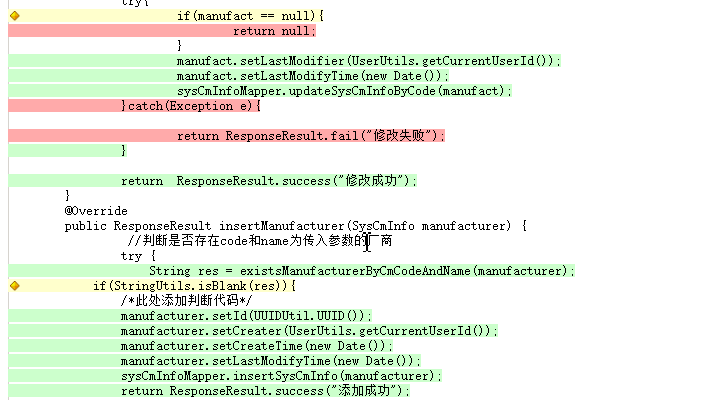 try{
if(manufact == null){
return null;
}
manufact.setLastModifier(UserUtils.getCurrentUserId());
manufact.setLastModifyTime(new Date());
sysCmInfoMapper.updateSysCmInfoByCode(manufact);
}catch(Exception e){
return ResponseResult.fail("修改失败");
}
return  ResponseResult.success("修改成功");
}
@Override
public ResponseResult insertManufacturer(SysCmInfo manufacturer) {
//判断是否存在code和name为传入参数的厂商
try {
String res = existsManufacturerByCmCodeAndName(manufacturer);
if(StringUtils.isBlank(res)){
/*此处添加判断代码*/
manufacturer.setId(UUIDUtil.UUID());
manufacturer.setCreater(UserUtils.getCurrentUserId());
manufacturer.setCreateTime(new Date());
manufacturer.setLastModifyTime(new Date());
sysCmInfoMapper.insertSysCmInfo(manufacturer);
return ResponseResult.success("添加成功");